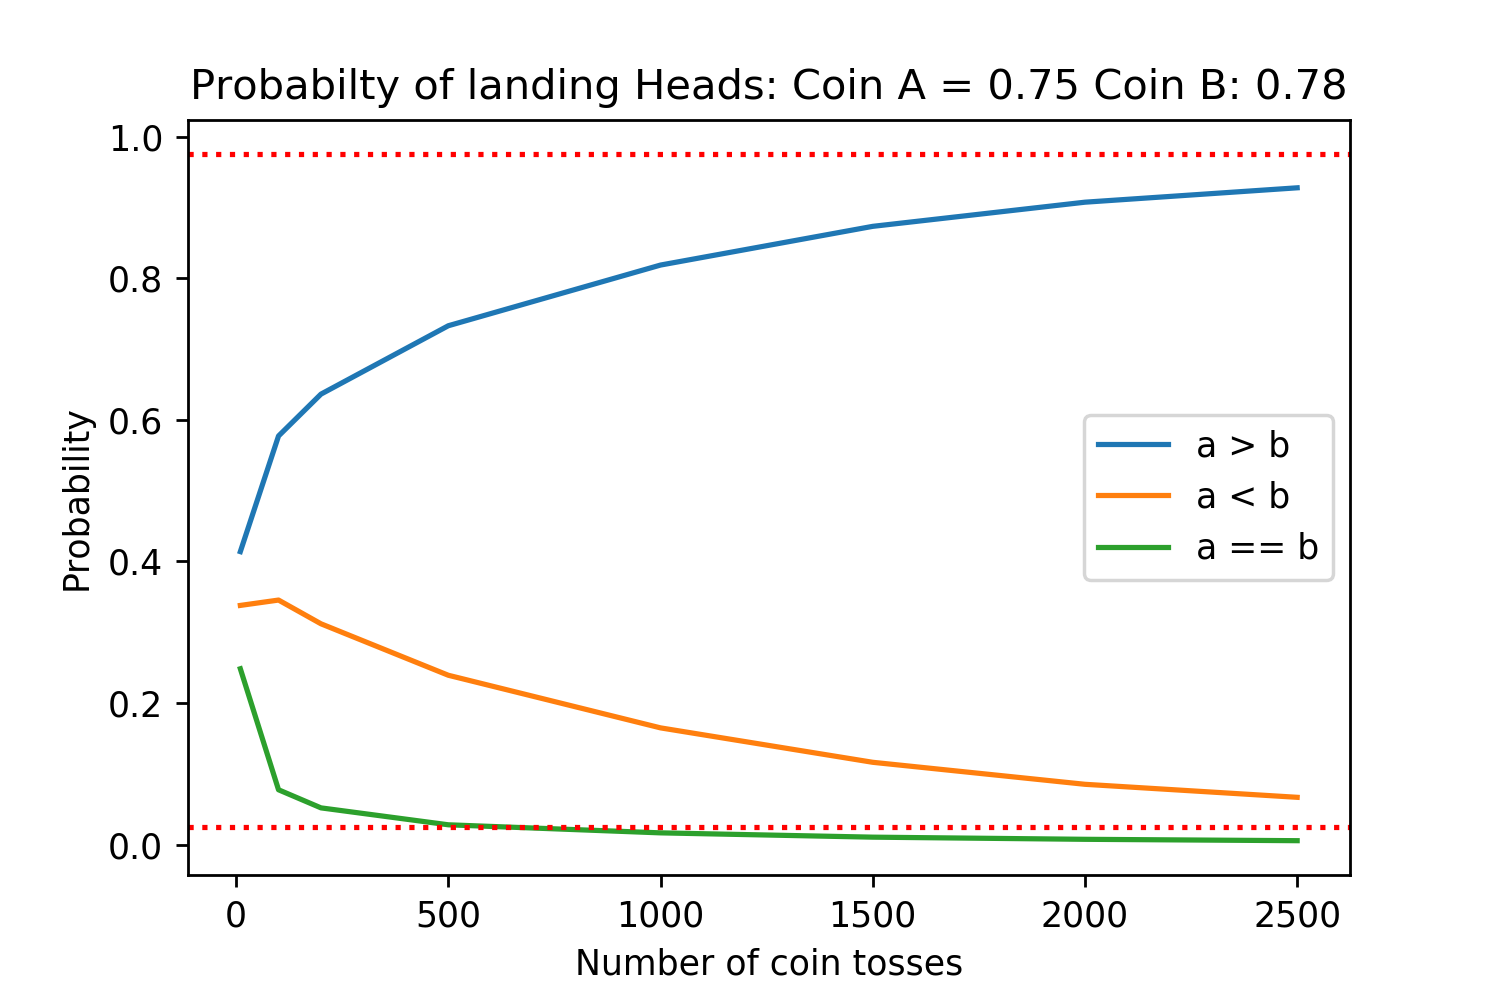 Probabilty of landing Heads: Coin A = 0.75 Coin B: 0.78
1.0
0.8
0.6
0.4
0.2
0.0
Probability
a > b
a < b
a == b
0
500
1000
1500
2000
2500
Number of coin tosses